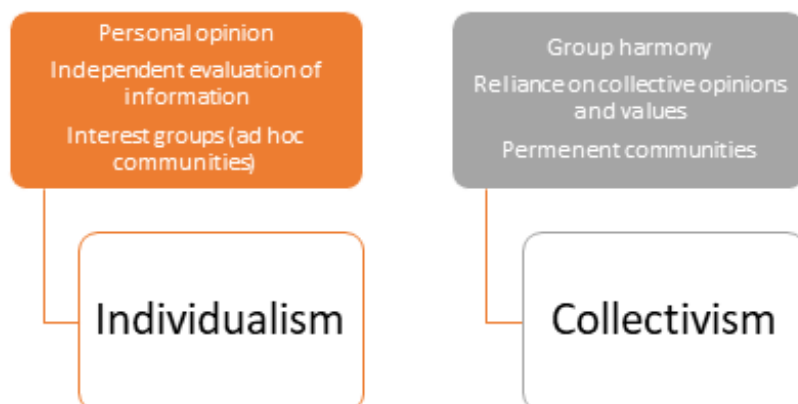 Personal opinion
Independent evaluation of
information
Interest groups (ad hoc
communities)
Individualism
Group harmony
Reliance on collective opinions
and values
Permenent communities
Collectivism